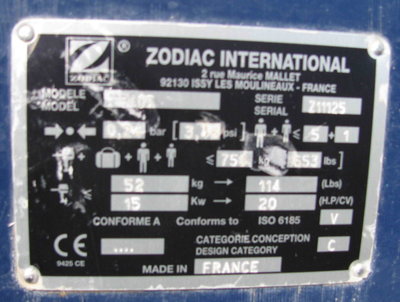 ZODIAC
®
ZODIAC INTERNATIONAL
2 rue Maurice MALLET
92130 ISSY LES MOULINEAUX - FRANCE
MODELE
MODEL
SERIE
SERIAL
Z11125
bar [ psi] ≤ 5 + 1
≤ kg lbs)
52 kg → 114 (Lbs)
15 Kw → 20 (H.P/CV)
CONFORME A Conforms to ISO 6185 V
CE
9425 CE
....
CATEGORIE CONCEPTION
DESIGN CATEGORY
C
MADE IN FRANCE